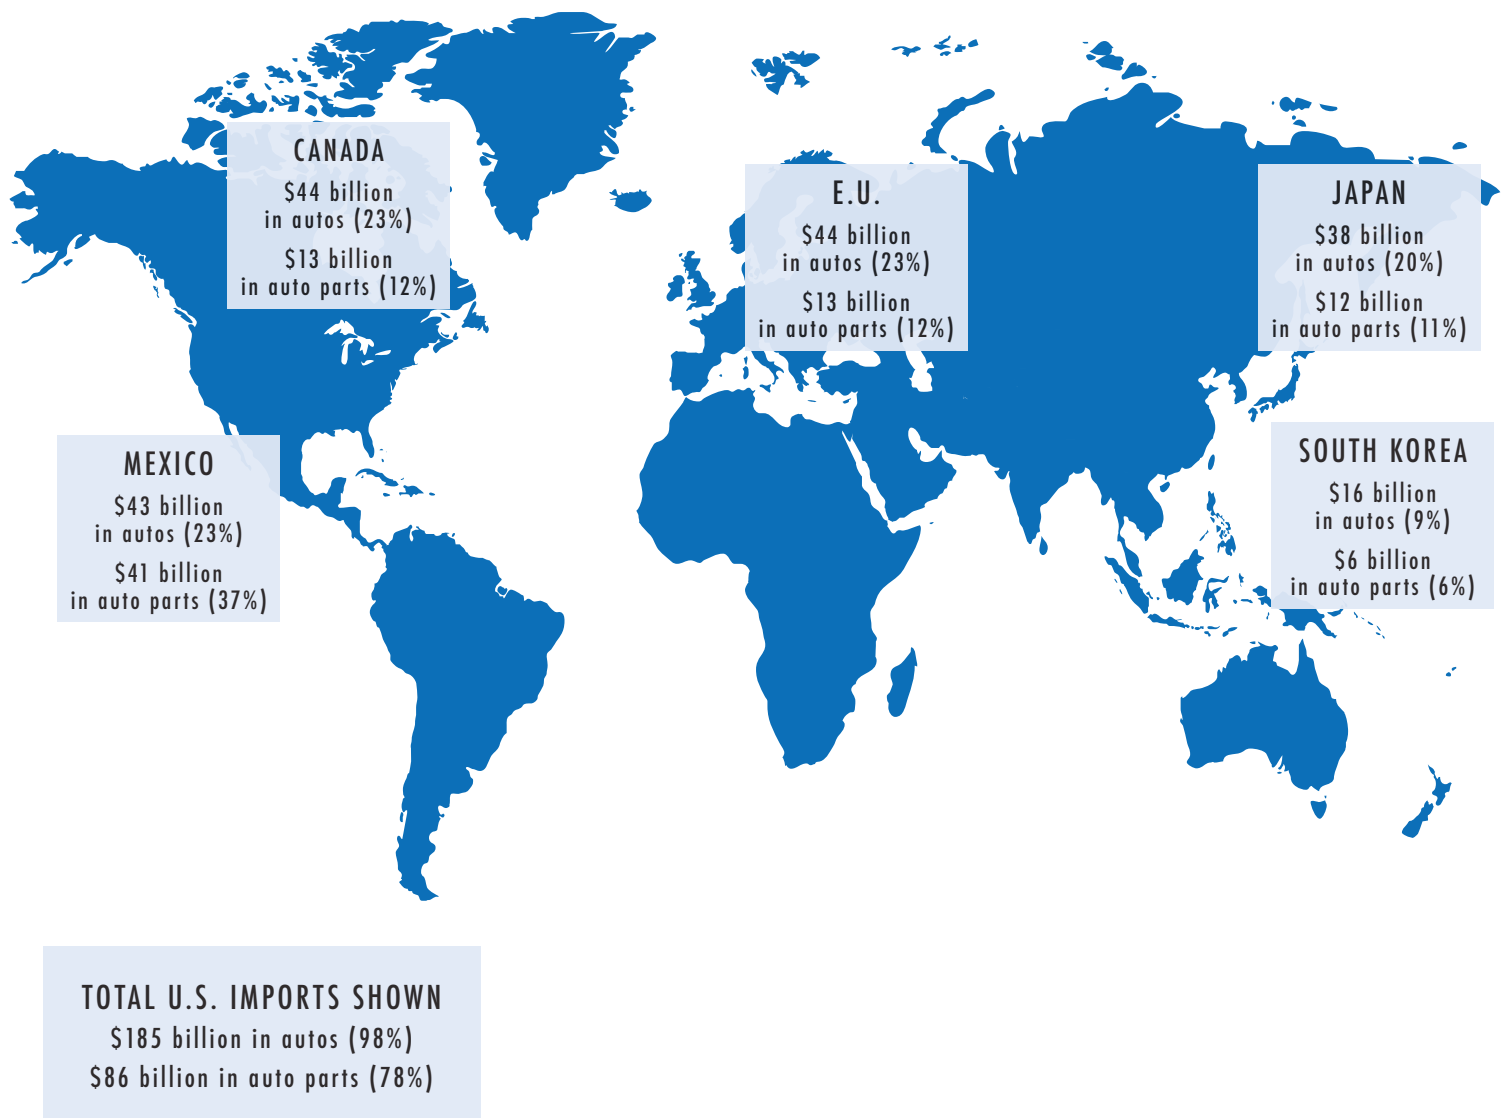 CANADA
$44 billion
in autos (23%)
$13 billion
in auto parts (12%)
E.U.
$44 billion
in autos (23%)
$13 billion
in auto parts (12%)
JAPAN
$38 billion
in autos (20%)
$12 billion
in auto parts (11%)
MEXICO
$43 billion
in autos (23%)
$41 billion
in auto parts (37%)
SOUTH KOREA
$16 billion
in autos (9%)
$6 billion
in auto parts (6%)
TOTAL U.S. IMPORTS SHOWN
$185 billion in autos (98%)
$86 billion in auto parts (78%)